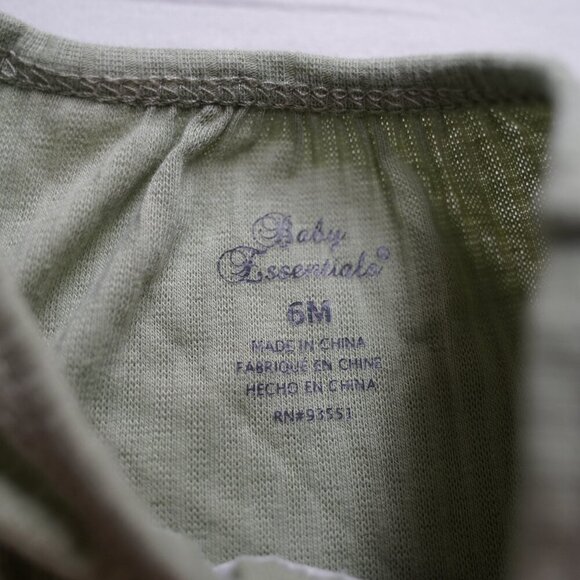 Baby
Essentials®
6M
MADE IN CHINA
FABRIQUÉ EN CHINE
HECHO EN CHINA
RN#93551